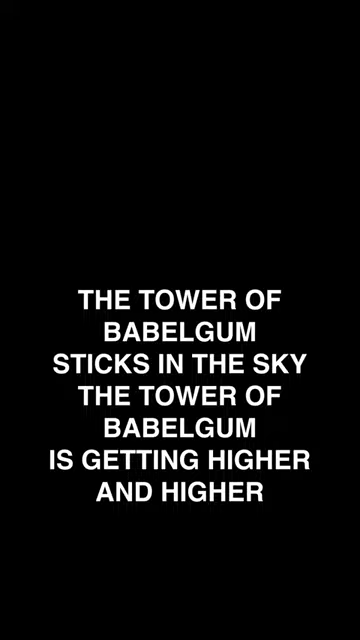 THE TOWER OF
BABELGUM
STICKS IN THE SKY
THE TOWER OF
BABELGUM
IS GETTING HIGHER
AND HIGHER